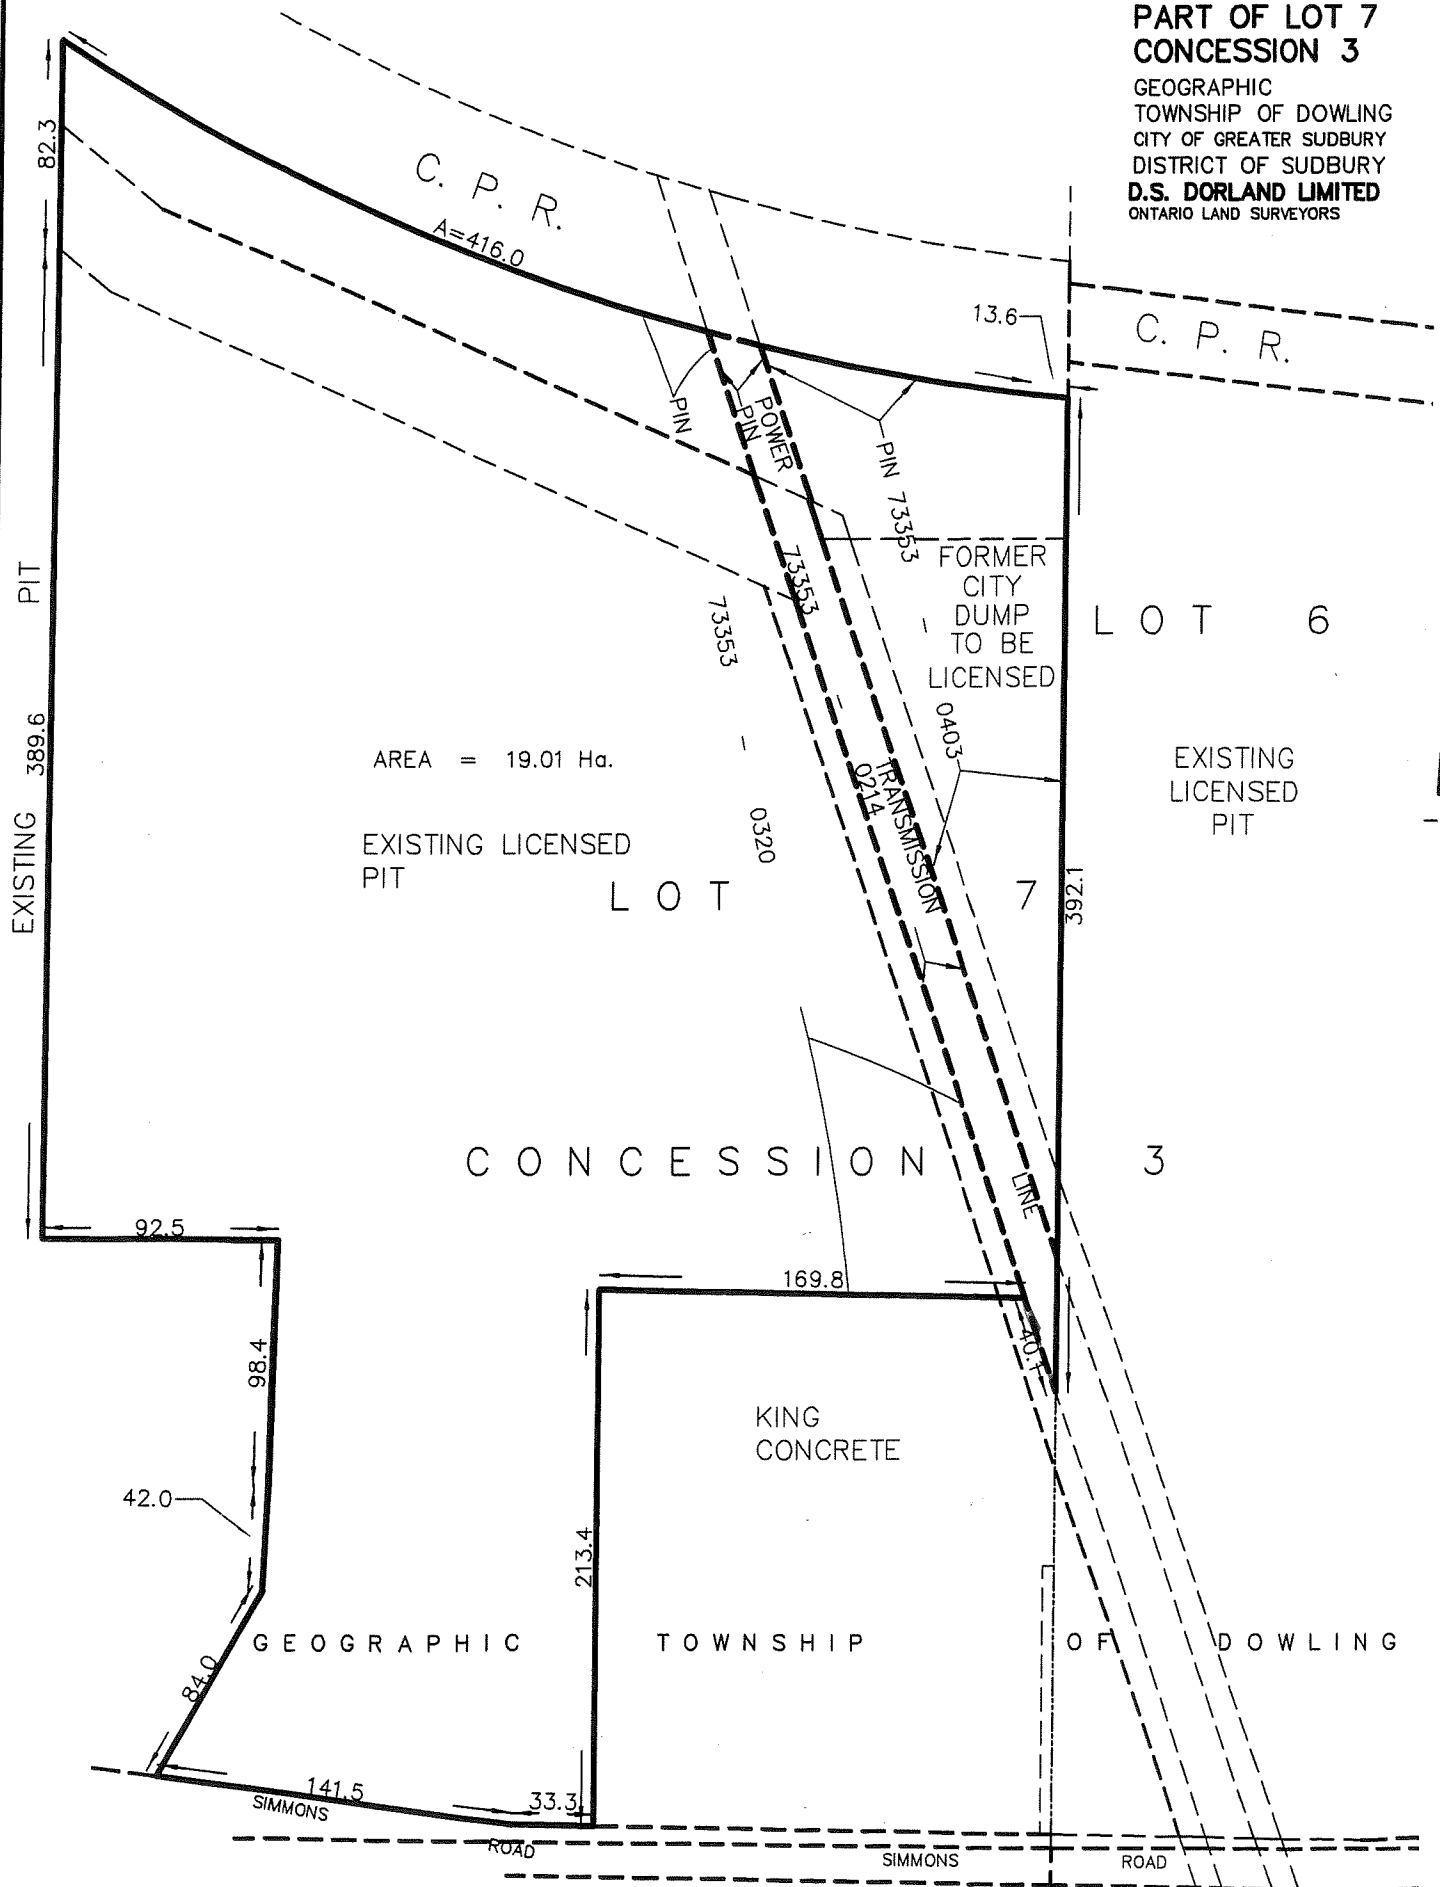 PART OF LOT 7
CONCESSION 3
GEOGRAPHIC
TOWNSHIP OF DOWLING
CITY OF GREATER SUDBURY
DISTRICT OF SUDBURY
D.S. DORLAND LIMITED
ONTARIO LAND SURVEYORS
82.3
C. P. R.
A=416.0
13.6
C. P. R.
PIN
73353
-
0320
PIN
73353
-
0214
POWER
TRANSMISSION
LINE
PIN 73353
-
0403
FORMER
CITY
DUMP
TO BE
LICENSED
LOT 6
EXISTING PIT
389.6
AREA = 19.01 Ha.
EXISTING LICENSED
PIT
EXISTING
LICENSED
PIT
LOT 7
392.1
CONCESSION 3
92.5
169.8
98.4
40.1
KING
CONCRETE
42.0
213.4
GEOGRAPHIC TOWNSHIP OF DOWLING
84.0
141.5
33.3
SIMMONS
ROAD
SIMMONS ROAD